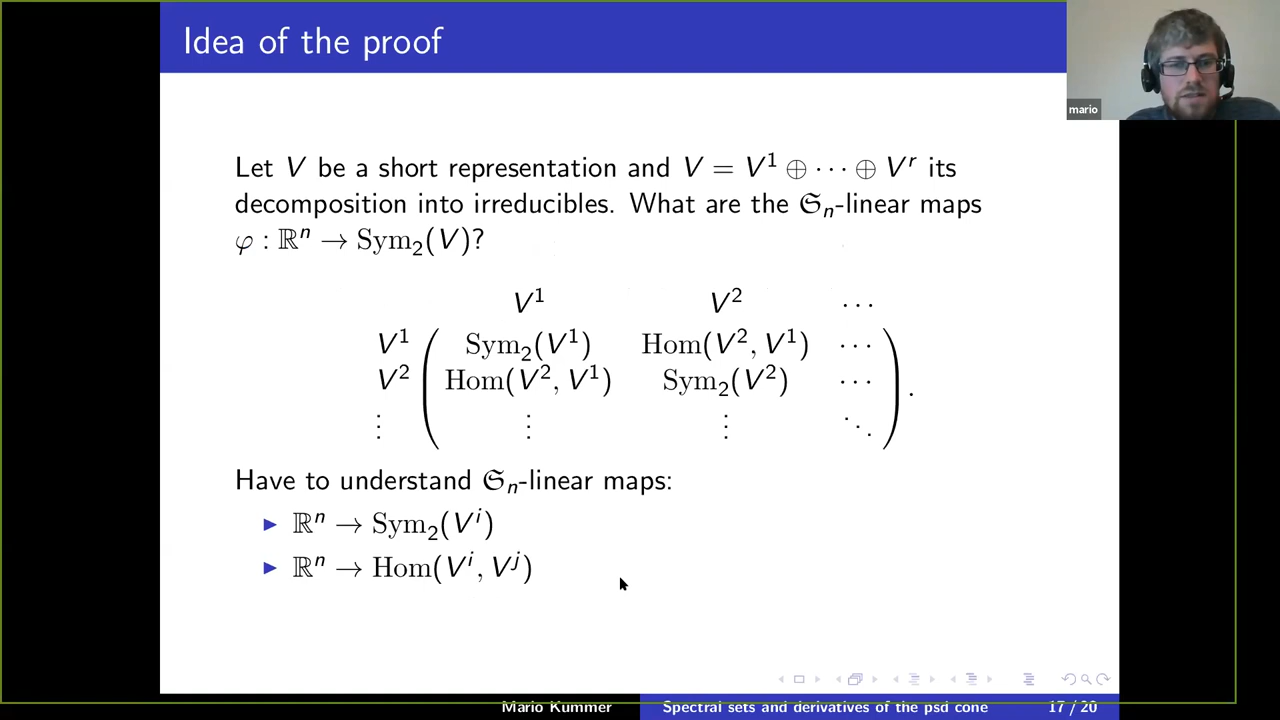 Idea of the proof
mario
Let V be a short representation and V = V¹ ⊕ ··· ⊕ Vʳ its
decomposition into irreducibles. What are the 𝔖ₙ-linear maps
φ : ℝⁿ → Sym₂(V)?
V¹ V² ···
V¹ ( Sym₂(V¹) Hom(V², V¹) ···
V² Hom(V², V¹) Sym₂(V²) ···
⋮ ⋮ ⋮ ⋱ ) .
Have to understand 𝔖ₙ-linear maps:
▶ ℝⁿ → Sym₂(Vⁱ)
▶ ℝⁿ → Hom(Vⁱ, Vʲ)
Mario Kummer Spectral sets and derivatives of the psd cone 17 / 20